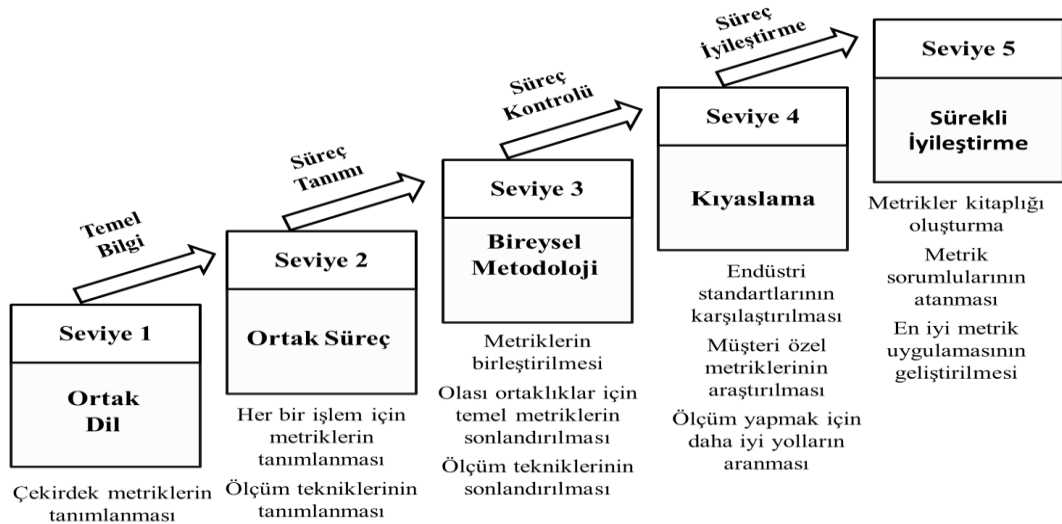 Temel
Bilgi
Seviye 1
Ortak
Dil
Çekirdek metriklerin
tanımlanması
Süreç
Tanımı
Seviye 2
Ortak Süreç
Her bir işlem için
metriklerin
tanımlanması
Ölçüm tekniklerinin
tanımlanması
Süreç
Kontrolü
Seviye 3
Bireysel
Metodoloji
Metriklerin
birleştirilmesi
Olası ortaklıklar için
temel metriklerin
sonlandırılması
Ölçüm tekniklerinin
sonlandırılması
Süreç
İyileştirme
Seviye 4
Kıyaslama
Endüstri
standartlarının
karşılaştırılması
Müşteri özel
metriklerinin
araştırılması
Ölçüm yapmak için
daha iyi yolların
aranması
Seviye 5
Sürekli
İyileştirme
Metrikler kitaplığı
oluşturma
Metrik
sorumlularının
atanması
En iyi metrik
uygulamasının
geliştirilmesi